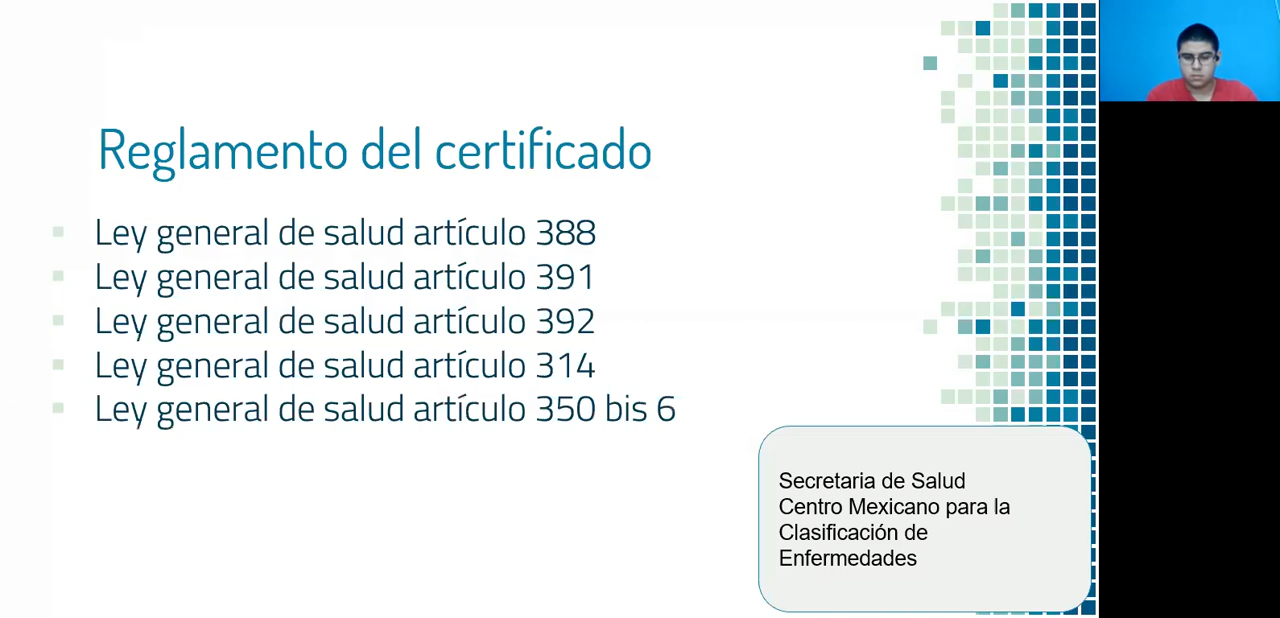 Reglamento del certificado
Ley general de salud artículo 388
Ley general de salud artículo 391
Ley general de salud artículo 392
Ley general de salud artículo 314
Ley general de salud artículo 350 bis 6
Secretaria de Salud
Centro Mexicano para la
Clasificación de
Enfermedades